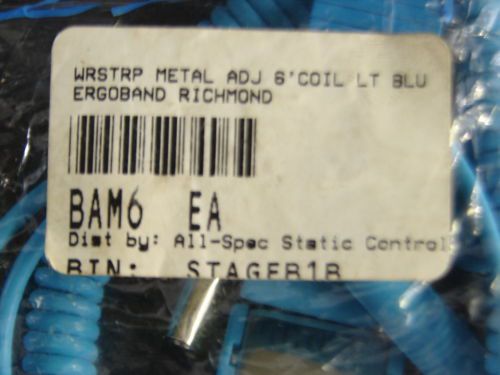 WRSTRP METAL ADJ 6'COIL LT BLU
ERGOBAND RICHMOND
BAM6 EA
Dist by: All-Spec Static Control
BIN: STAGEB1B